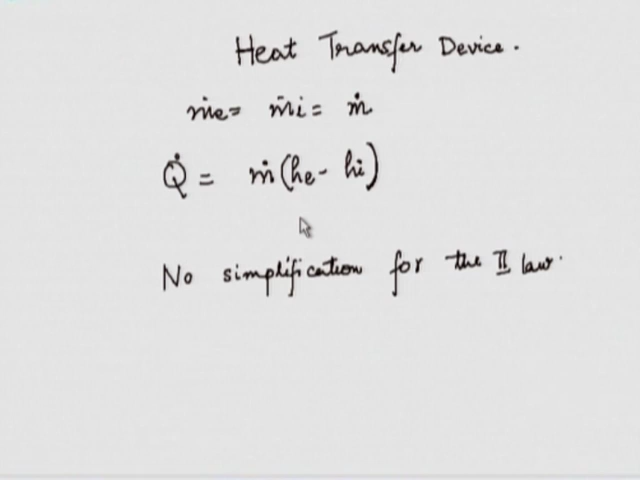 Heat Transfer Device.
ṁe = ṁi = ṁ
Q̇ = ṁ(he - hi)
No simplification for the II law.